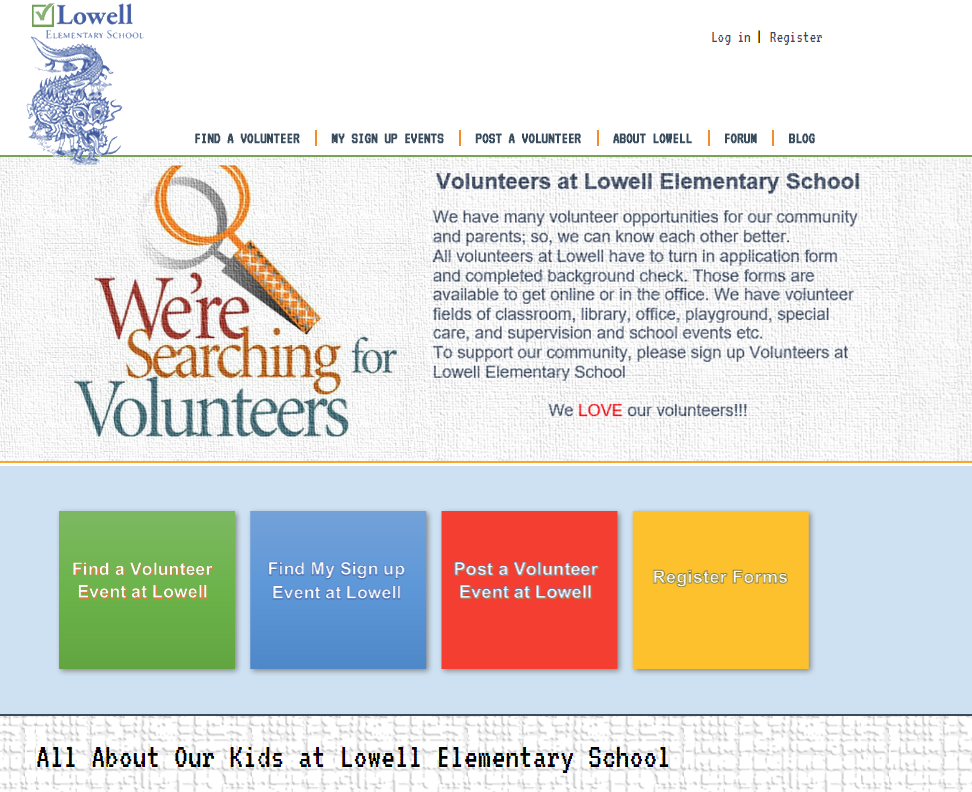 Lowell
Elementary School
Log in | Register
FIND A VOLUNTEER | MY SIGN UP EVENTS | POST A VOLUNTEER | ABOUT LOWELL | FORUM | BLOG
We're
Searching for
Volunteers
Volunteers at Lowell Elementary School
We have many volunteer opportunities for our community
and parents; so, we can know each other better.
All volunteers at Lowell have to turn in application form
and completed background check. Those forms are
available to get online or in the office. We have volunteer
fields of classroom, library, office, playground, special
care, and supervision and school events etc.
To support our community, please sign up Volunteers at
Lowell Elementary School
We LOVE our volunteers!!!
Find a Volunteer
Event at Lowell
Find My Sign up
Event at Lowell
Post a Volunteer
Event at Lowell
Register Forms
All About Our Kids at Lowell Elementary School